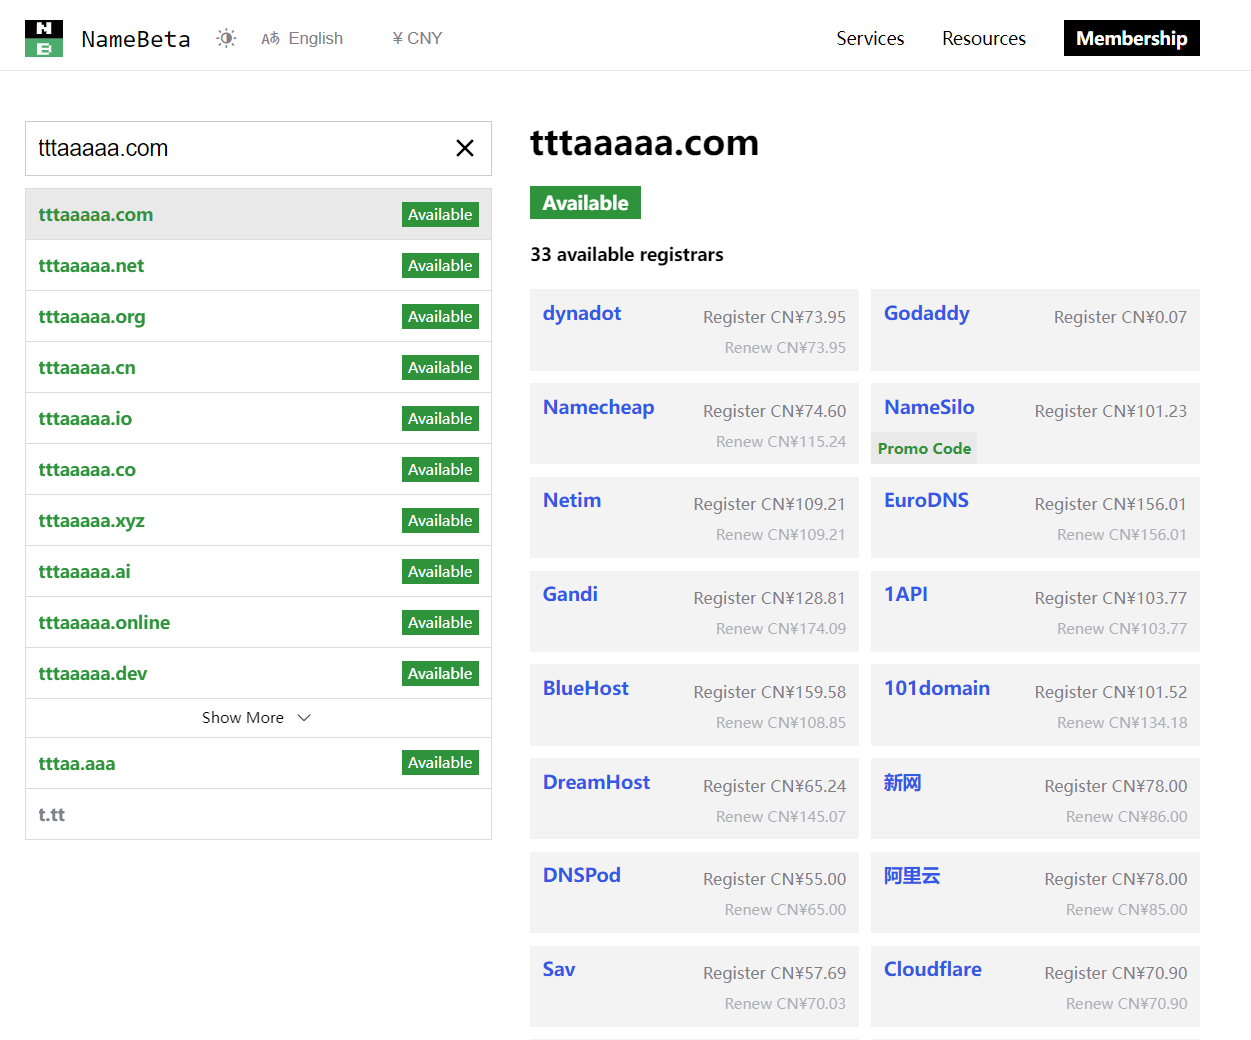 NameBeta
Aあ English
¥ CNY
Services
Resources
Membership
tttaaaaa.com
tttaaaaa.com Available
tttaaaaa.net Available
tttaaaaa.org Available
tttaaaaa.cn Available
tttaaaaa.io Available
tttaaaaa.co Available
tttaaaaa.xyz Available
tttaaaaa.ai Available
tttaaaaa.online Available
tttaaaaa.dev Available
Show More
tttaa.aaa Available
t.tt
tttaaaaa.com
Available
33 available registrars
dynadot Register CN¥73.95
Renew CN¥73.95
Godaddy Register CN¥0.07
Namecheap Register CN¥74.60
Renew CN¥115.24
NameSilo Register CN¥101.23
Promo Code
Netim Register CN¥109.21
Renew CN¥109.21
EuroDNS Register CN¥156.01
Renew CN¥156.01
Gandi Register CN¥128.81
Renew CN¥174.09
1API Register CN¥103.77
Renew CN¥103.77
BlueHost Register CN¥159.58
Renew CN¥108.85
101domain Register CN¥101.52
Renew CN¥134.18
DreamHost Register CN¥65.24
Renew CN¥145.07
新网 Register CN¥78.00
Renew CN¥86.00
DNSPod Register CN¥55.00
Renew CN¥65.00
阿里云 Register CN¥78.00
Renew CN¥85.00
Sav Register CN¥57.69
Renew CN¥70.03
Cloudflare Register CN¥70.90
Renew CN¥70.90